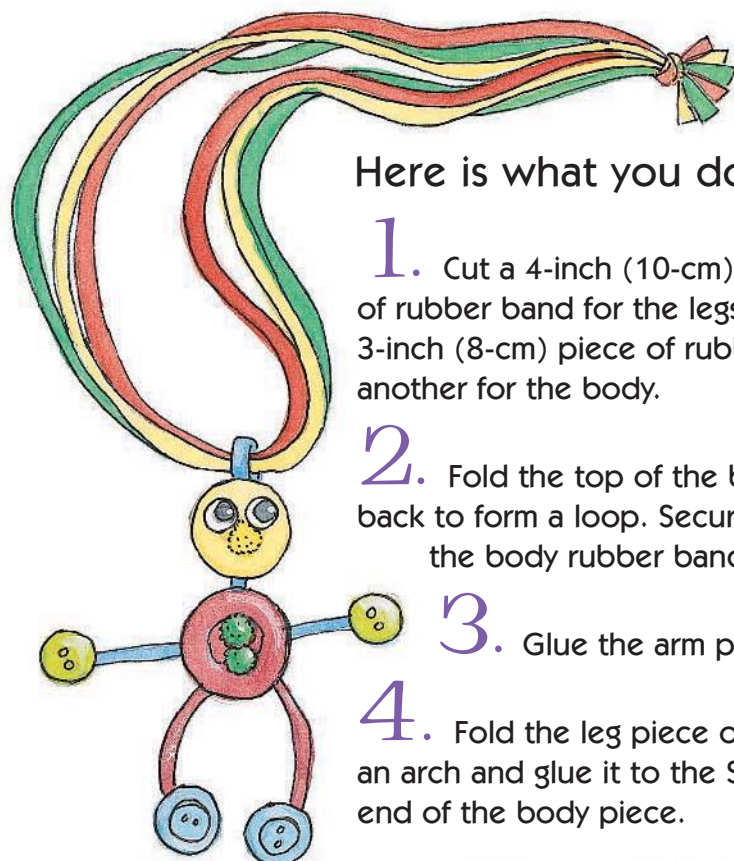 Here is what you do
1. Cut a 4-inch (10-cm)
of rubber band for the legs
3-inch (8-cm) piece of
another for the body.
2. Fold the top of the
back to form a loop.
the body rubber band
3. Glue the arm
4. Fold the leg piece
an arch and glue it to the
end of the body piece.